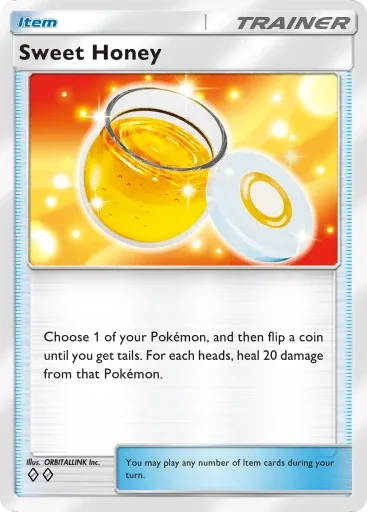 Item
TRAINER
Sweet Honey
Choose 1 of your Pokémon, and then flip a coin
until you get tails. For each heads, heal 20 damage
from that Pokémon.
Illus. ORBITALLINK Inc.
You may play any number of Item cards during your
turn.